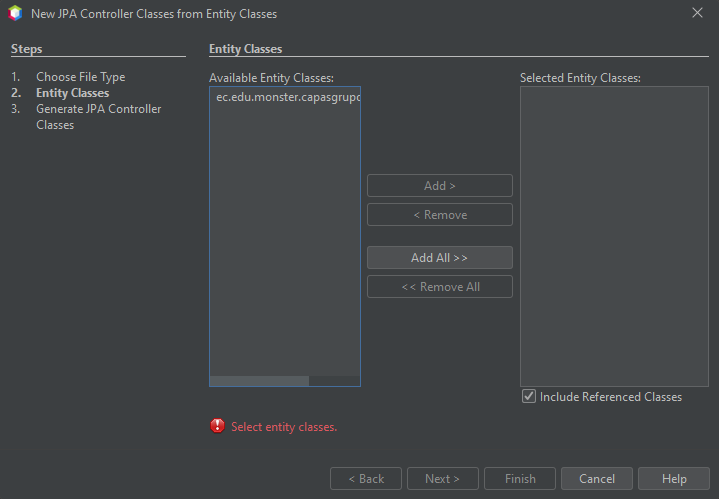 New JPA Controller Classes from Entity Classes
Steps
1. Choose File Type
2. Entity Classes
3. Generate JPA Controller
Classes
Entity Classes
Available Entity Classes:
ec.edu.monster.capasgrupo
Add >
< Remove
Add All >>
<< Remove All
Selected Entity Classes:
Include Referenced Classes
Select entity classes.
< Back
Next >
Finish
Cancel
Help